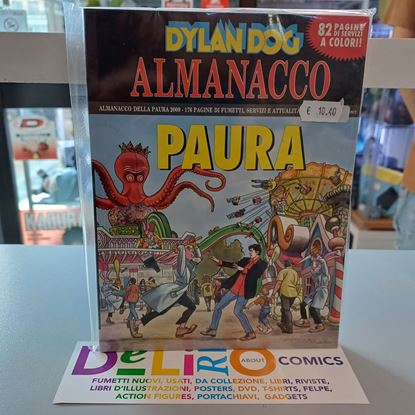 DYLAN DOG
82 PAGINE
DI SERVIZI
A COLORI!
ALMANACCO
ALMANACCO DELLA PAURA 2009 - 176 PAGINE DI FUMETTI, SERVIZI E ATTUALITÀ
€ 10.40
PAURA
DeLiRO ABOUT COMICS
FUMETTI NUOVI, USATI, DA COLLEZIONE, LIBRI, RIVISTE,
LIBRI D'ILLUSTRAZIONI, POSTERS, DVD, T-SHIRTS, FELPE,
ACTION FIGURES, PORTACHIAVI, GADGETS